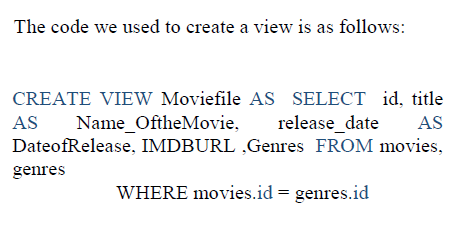 The code we used to create a view is as follows:
CREATE VIEW Moviefile AS SELECT id, title
AS Name_OftheMovie, release_date AS
DateofRelease, IMDBURL ,Genres FROM movies,
genres
WHERE movies.id = genres.id